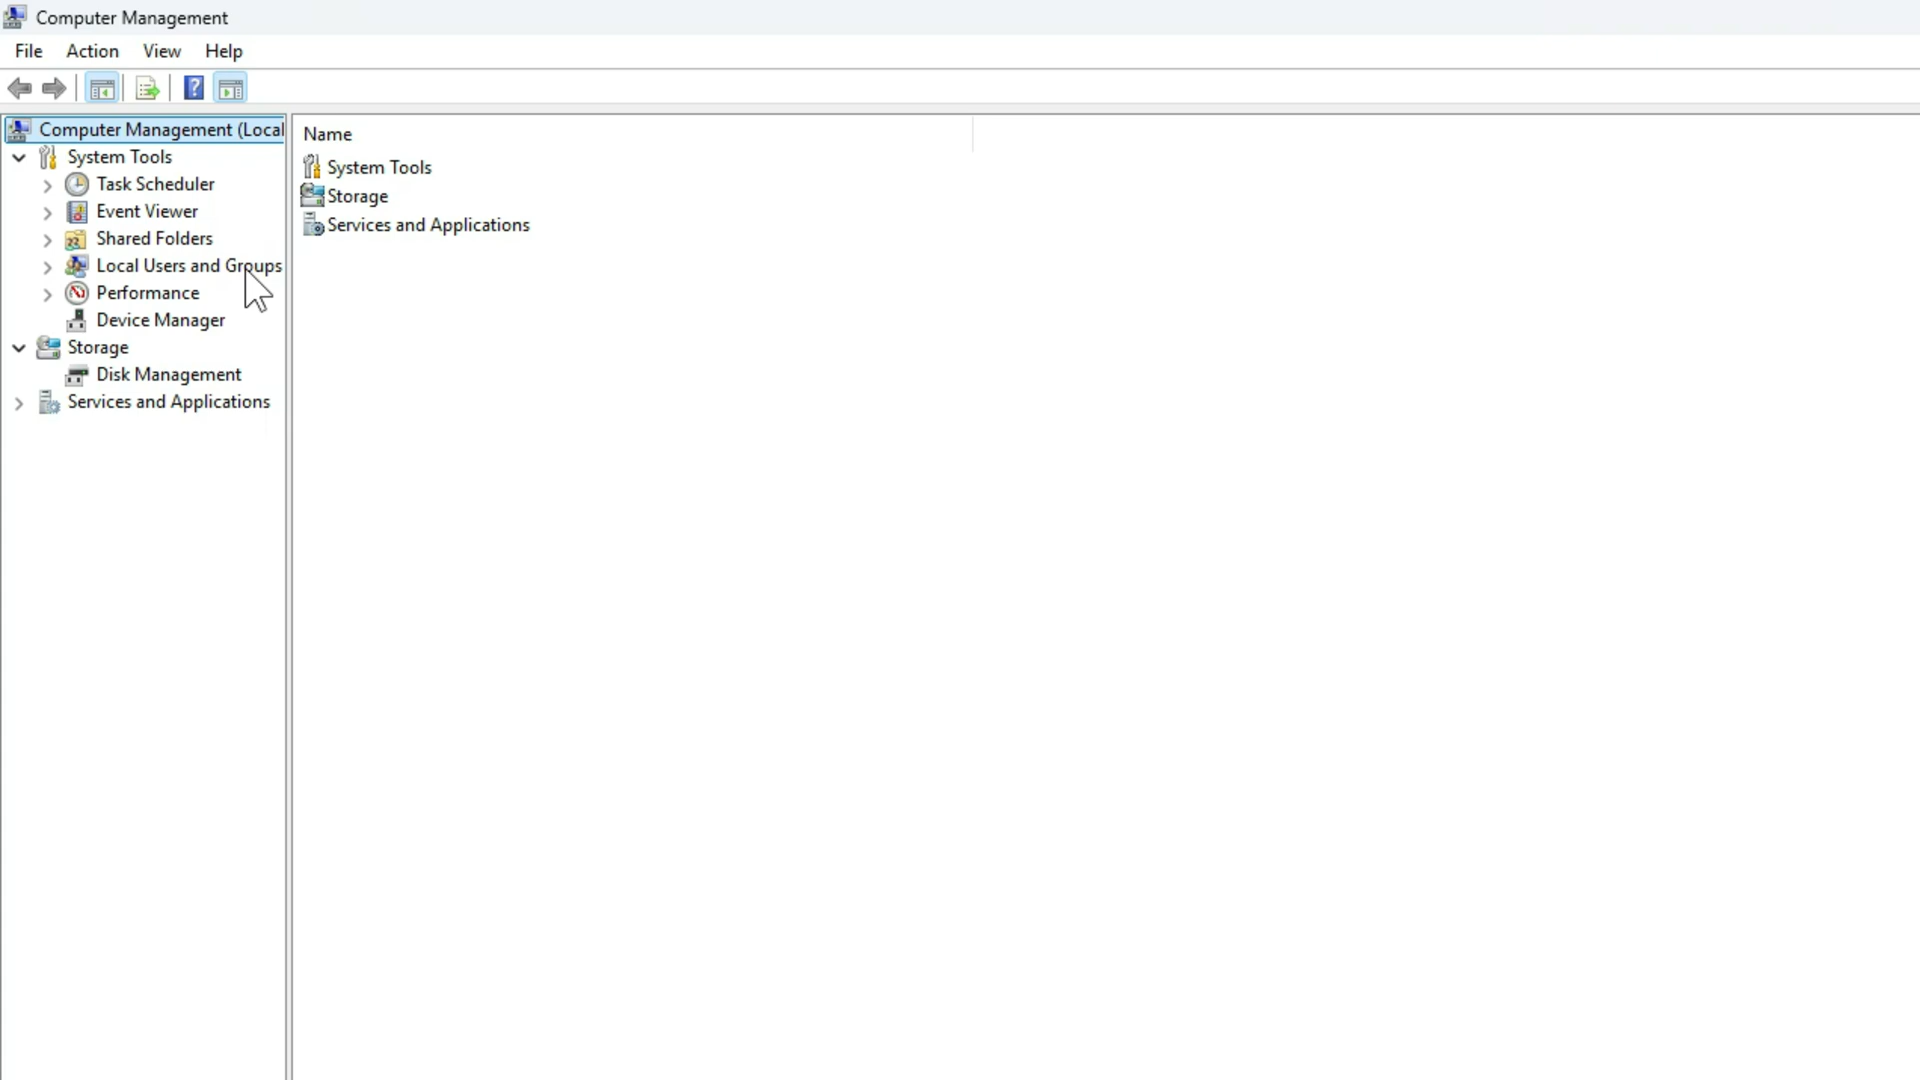 Computer Management
File Action View Help
Computer Management (Local
System Tools
Task Scheduler
Event Viewer
Shared Folders
Local Users and Groups
Performance
Device Manager
Storage
Disk Management
Services and Applications
Name
System Tools
Storage
Services and Applications